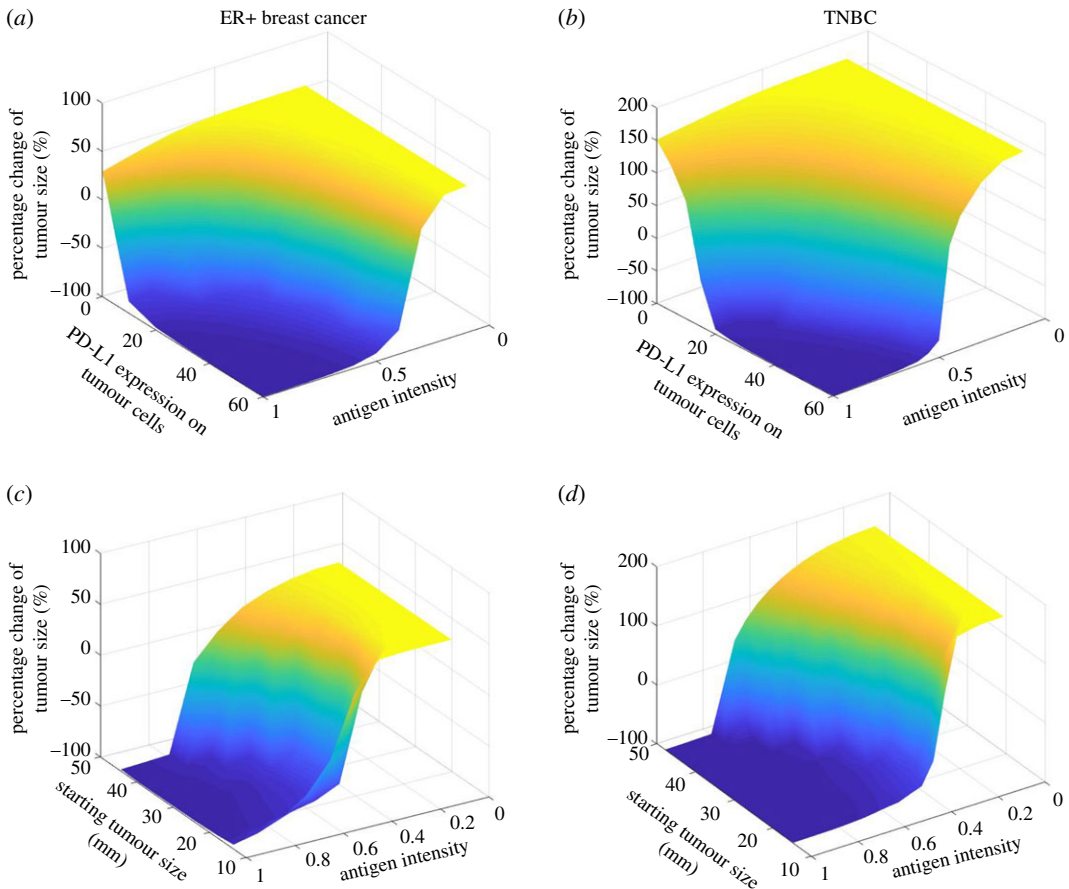 (a)
ER+ breast cancer
percentage change of
tumour size (%)
100
50
0
−50
−100
0
20
40
60
PD-L1 expression on
tumour cells
1
0.5
0
antigen intensity
(b)
TNBC
percentage change of
tumour size (%)
200
150
100
50
0
−50
−100
0
20
40
60
PD-L1 expression on
tumour cells
1
0.5
0
antigen intensity
(c)
percentage change of
tumour size (%)
100
50
0
−50
−100
50
40
30
20
10
starting tumour size
(mm)
1
0.8
0.6
0.4
0.2
0
antigen intensity
(d)
percentage change of
tumour size (%)
200
100
0
−100
50
40
30
20
10
starting tumour size
(mm)
1
0.8
0.6
0.4
0.2
0
antigen intensity